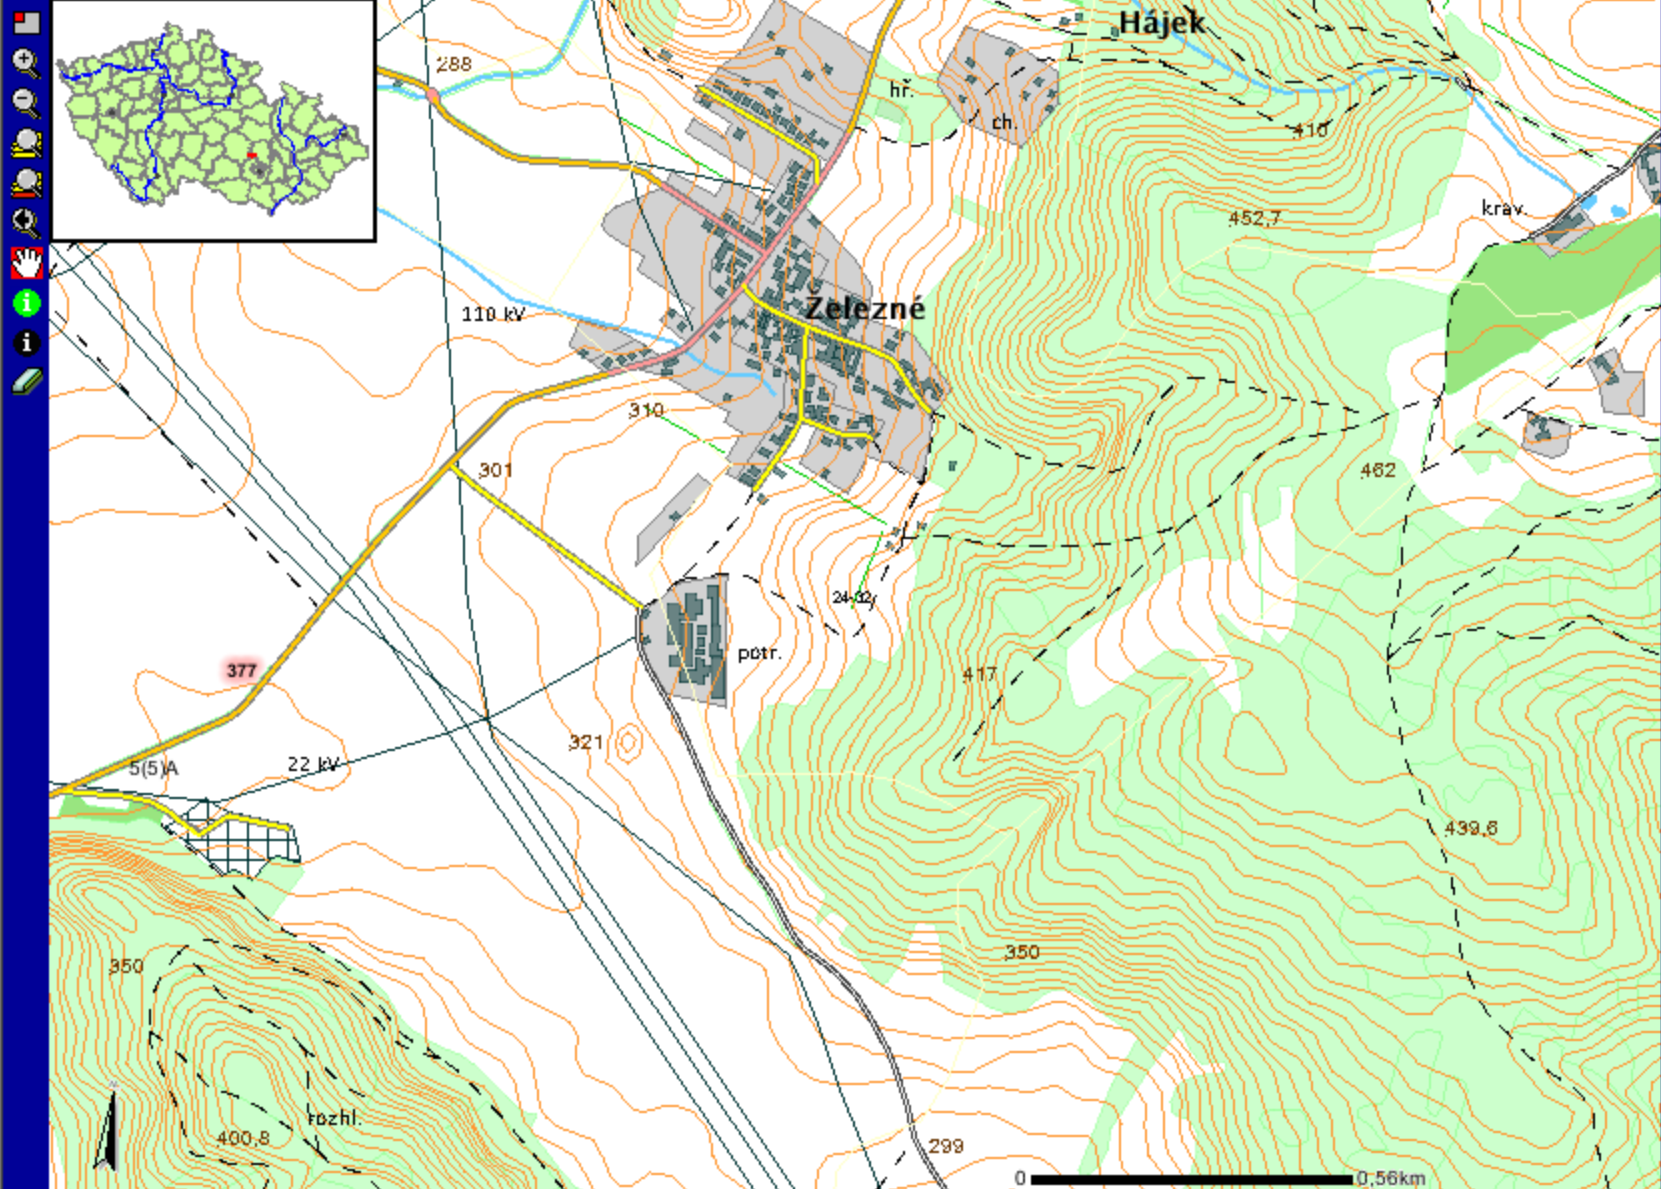 Hájek
288
hř.
ch.
410
krav.
452,7
Železné
110 kV
310
301
462
24-32
potr.
377
417
321
22 kV
5(5)A
439,6
350
350
rozhl.
400,8
299
0
0,56km